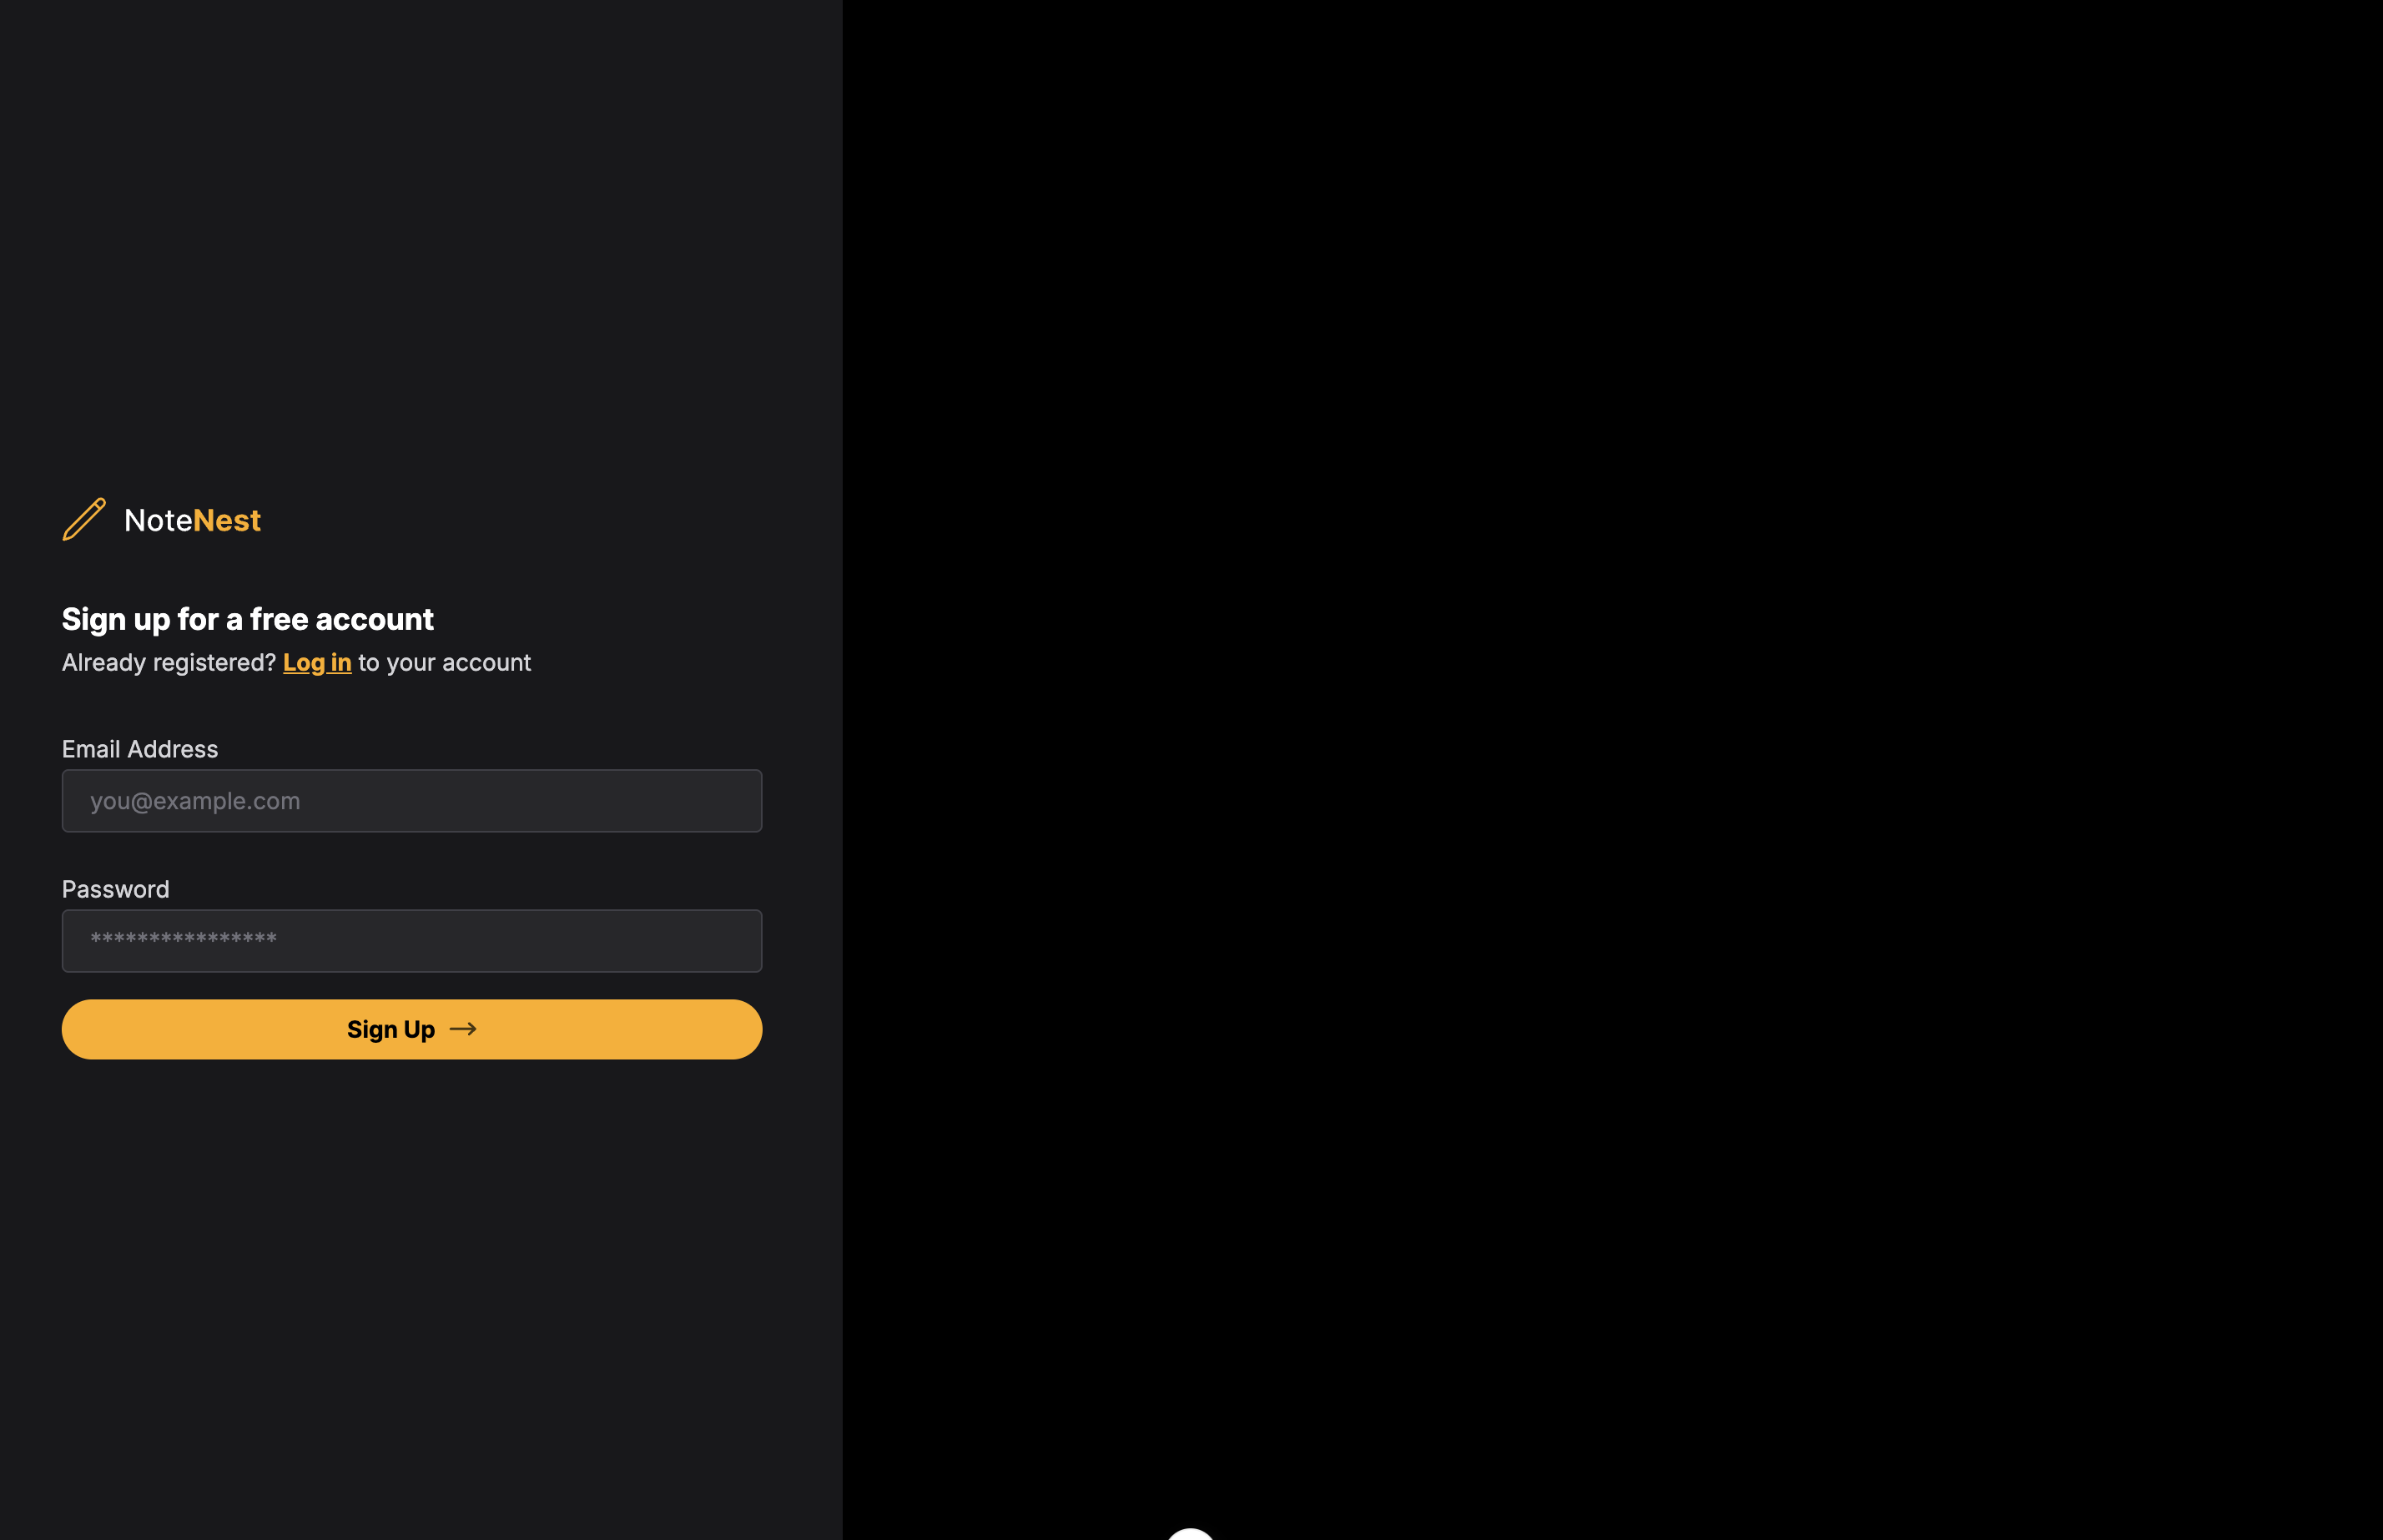 NoteNest
Sign up for a free account
Already registered? Log in to your account
Email Address
you@example.com
Password
****************
Sign Up